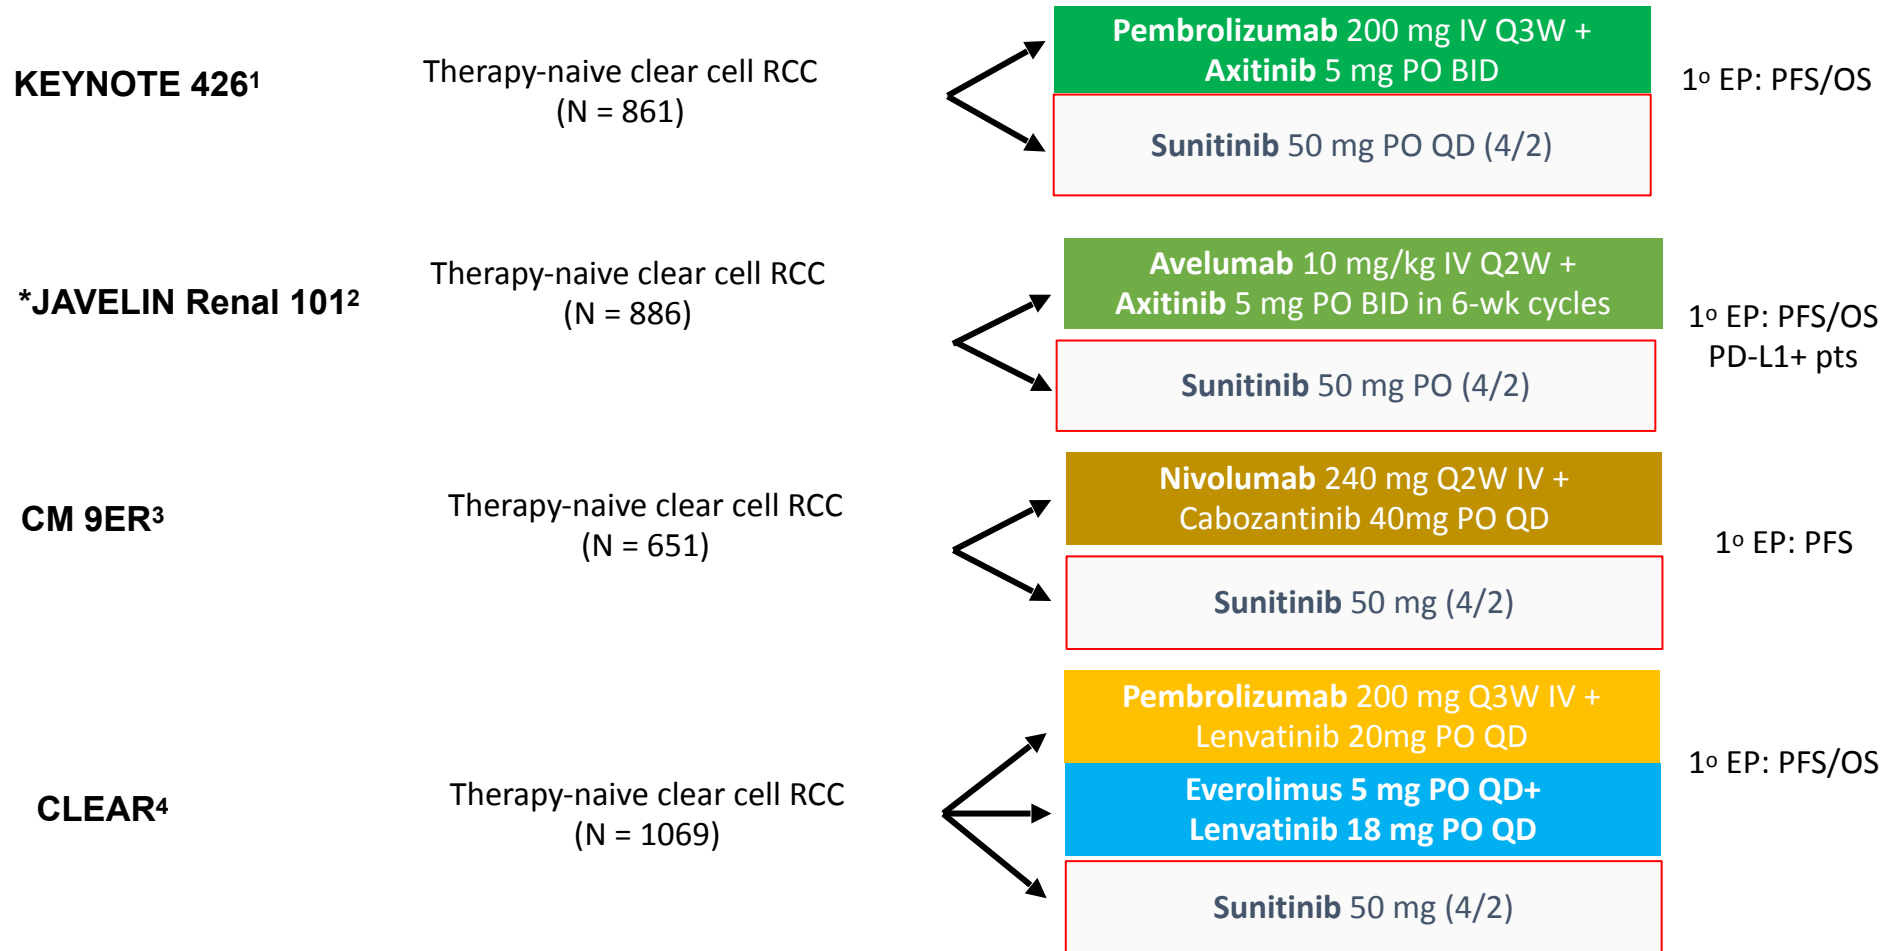 KEYNOTE 426¹
Therapy-naive clear cell RCC
(N = 861)
Pembrolizumab 200 mg IV Q3W +
Axitinib 5 mg PO BID
Sunitinib 50 mg PO QD (4/2)
1º EP: PFS/OS
*JAVELIN Renal 101²
Therapy-naive clear cell RCC
(N = 886)
Avelumab 10 mg/kg IV Q2W +
Axitinib 5 mg PO BID in 6-wk cycles
Sunitinib 50 mg PO (4/2)
1º EP: PFS/OS
PD-L1+ pts
CM 9ER³
Therapy-naive clear cell RCC
(N = 651)
Nivolumab 240 mg Q2W IV +
Cabozantinib 40mg PO QD
Sunitinib 50 mg (4/2)
1º EP: PFS
CLEAR⁴
Therapy-naive clear cell RCC
(N = 1069)
Pembrolizumab 200 mg Q3W IV +
Lenvatinib 20mg PO QD
Everolimus 5 mg PO QD+
Lenvatinib 18 mg PO QD
Sunitinib 50 mg (4/2)
1º EP: PFS/OS